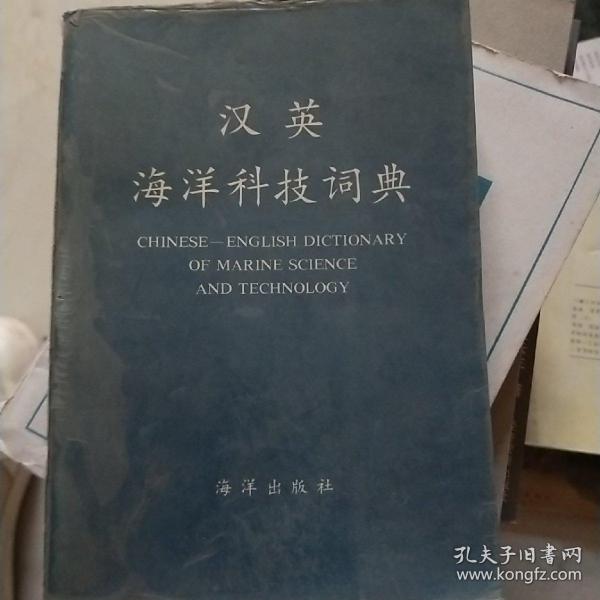 汉英
海洋科技词典
CHINESE—ENGLISH DICTIONARY
OF MARINE SCIENCE
AND TECHNOLOGY
海洋出版社
孔夫子旧书网
www.kongfz.com